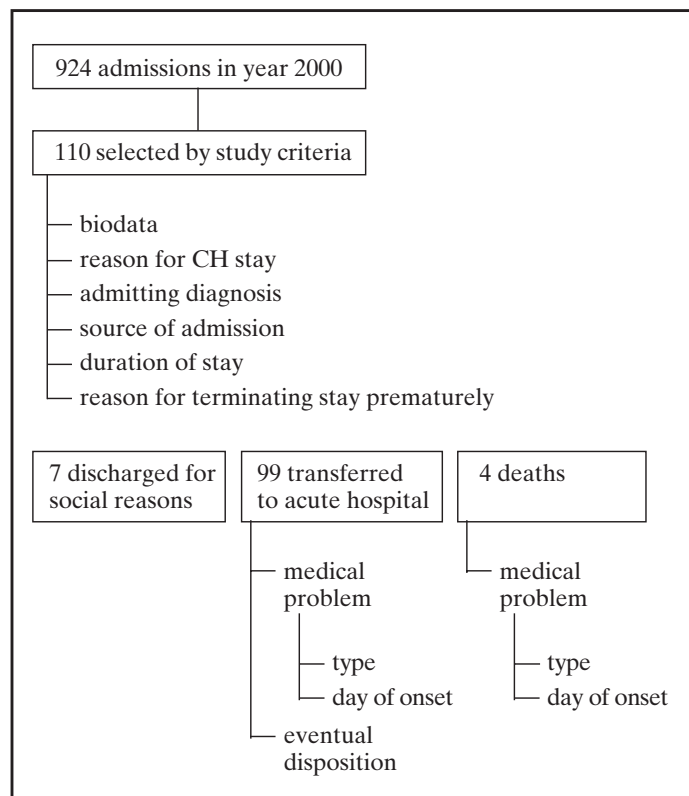 924 admissions in year 2000
110 selected by study criteria
biodata
reason for CH stay
admitting diagnosis
source of admission
duration of stay
reason for terminating stay prematurely
7 discharged for
social reasons
99 transferred
to acute hospital
4 deaths
medical
problem
type
day of onset
eventual
disposition
medical
problem
type
day of onset